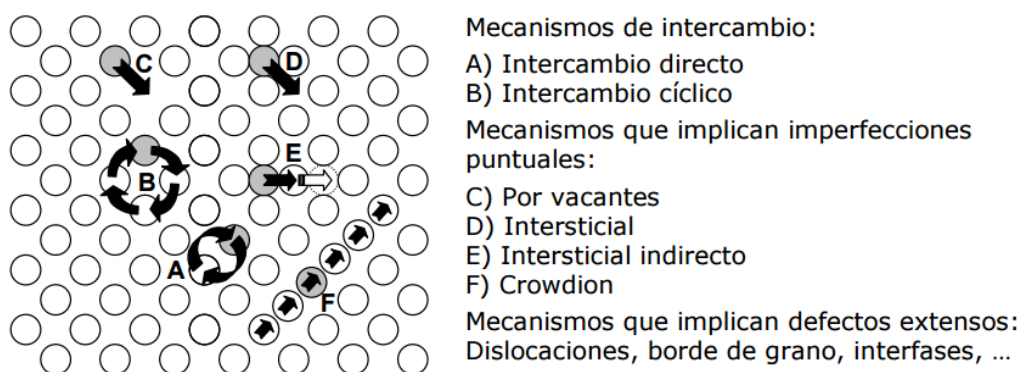 C
D
B
E
A
F
Mecanismos de intercambio:
A) Intercambio directo
B) Intercambio cíclico
Mecanismos que implican imperfecciones
puntuales:
C) Por vacantes
D) Intersticial
E) Intersticial indirecto
F) Crowdion
Mecanismos que implican defectos extensos:
Dislocaciones, borde de grano, interfases, ...